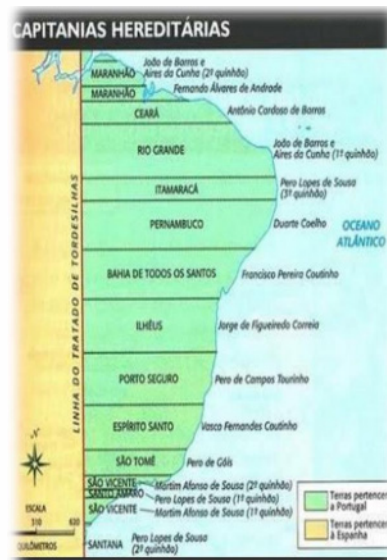 CAPITANIAS HEREDITÁRIAS
João de Barros e
Aires da Cunha (2º quinhão)
MARANHÃO
Fernando Álvares de Andrade
MARANHÃO
Antônio Cardoso de Barros
CEARÁ
RIO GRANDE
João de Barros e
Aires da Cunha (1º quinhão)
ITAMARACÁ
Pero Lopes de Sousa
(3º quinhão)
PERNAMBUCO
Duarte Coelho
OCEANO
ATLÂNTICO
LINHA DO TRATADO DE TORDESILHAS
BAHIA DE TODOS OS SANTOS
Francisco Pereira Coutinho
ILHÉUS
Jorge de Figueiredo Correia
PORTO SEGURO
Pero de Campos Tourinho
ESPÍRITO SANTO
Vasco Fernandes Coutinho
SÃO TOMÉ
Pero de Góis
SÃO VICENTE
Martim Afonso de Sousa (2º quinhão)
SANTO AMARO
Pero Lopes de Sousa (1º quinhão)
SÃO VICENTE
Martim Afonso de Sousa (1º quinhão)
SANTANA
Pero Lopes de Sousa
(2º quinhão)
ESCALA
310 620
QUILÔMETROS
Terras pertences
a Portugal
Terras pertences
à Espanha